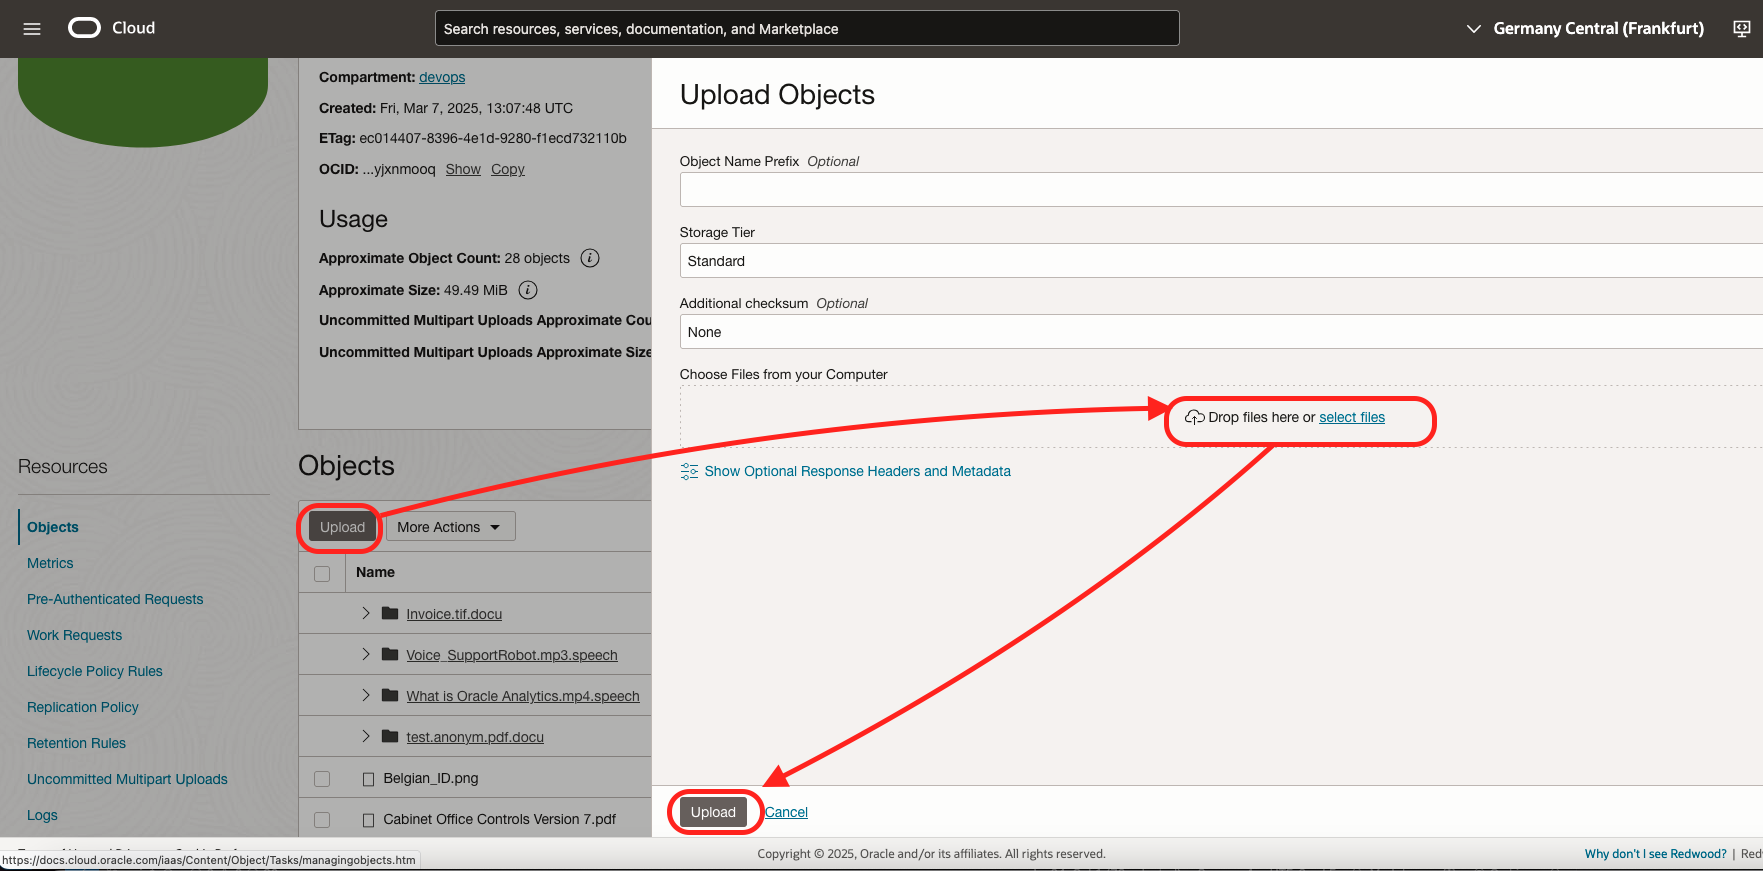 Cloud
Search resources, services, documentation, and Marketplace
Germany Central (Frankfurt)
Compartment: devops
Created: Fri, Mar 7, 2025, 13:07:48 UTC
ETag: ec014407-8396-4e1d-9280-f1ecd732110b
OCID: ...yjxnmooq Show Copy
Usage
Approximate Object Count: 28 objects
Approximate Size: 49.49 MiB
Uncommitted Multipart Uploads Approximate Cou
Uncommitted Multipart Uploads Approximate Size
Resources
Objects
Metrics
Pre-Authenticated Requests
Work Requests
Lifecycle Policy Rules
Replication Policy
Retention Rules
Uncommitted Multipart Uploads
Logs
Objects
Upload More Actions
Name
Invoice.tif.docu
Voice_SupportRobot.mp3.speech
What is Oracle Analytics.mp4.speech
test.anonym.pdf.docu
Belgian_ID.png
Cabinet Office Controls Version 7.pdf
Upload Objects
Object Name Prefix Optional
Storage Tier
Standard
Additional checksum Optional
None
Choose Files from your Computer
Drop files here or select files
Show Optional Response Headers and Metadata
Upload Cancel
https://docs.cloud.oracle.com/iaas/Content/Object/Tasks/managingobjects.htm
Copyright © 2025, Oracle and/or its affiliates. All rights reserved.
Why don't I see Redwood? | Red